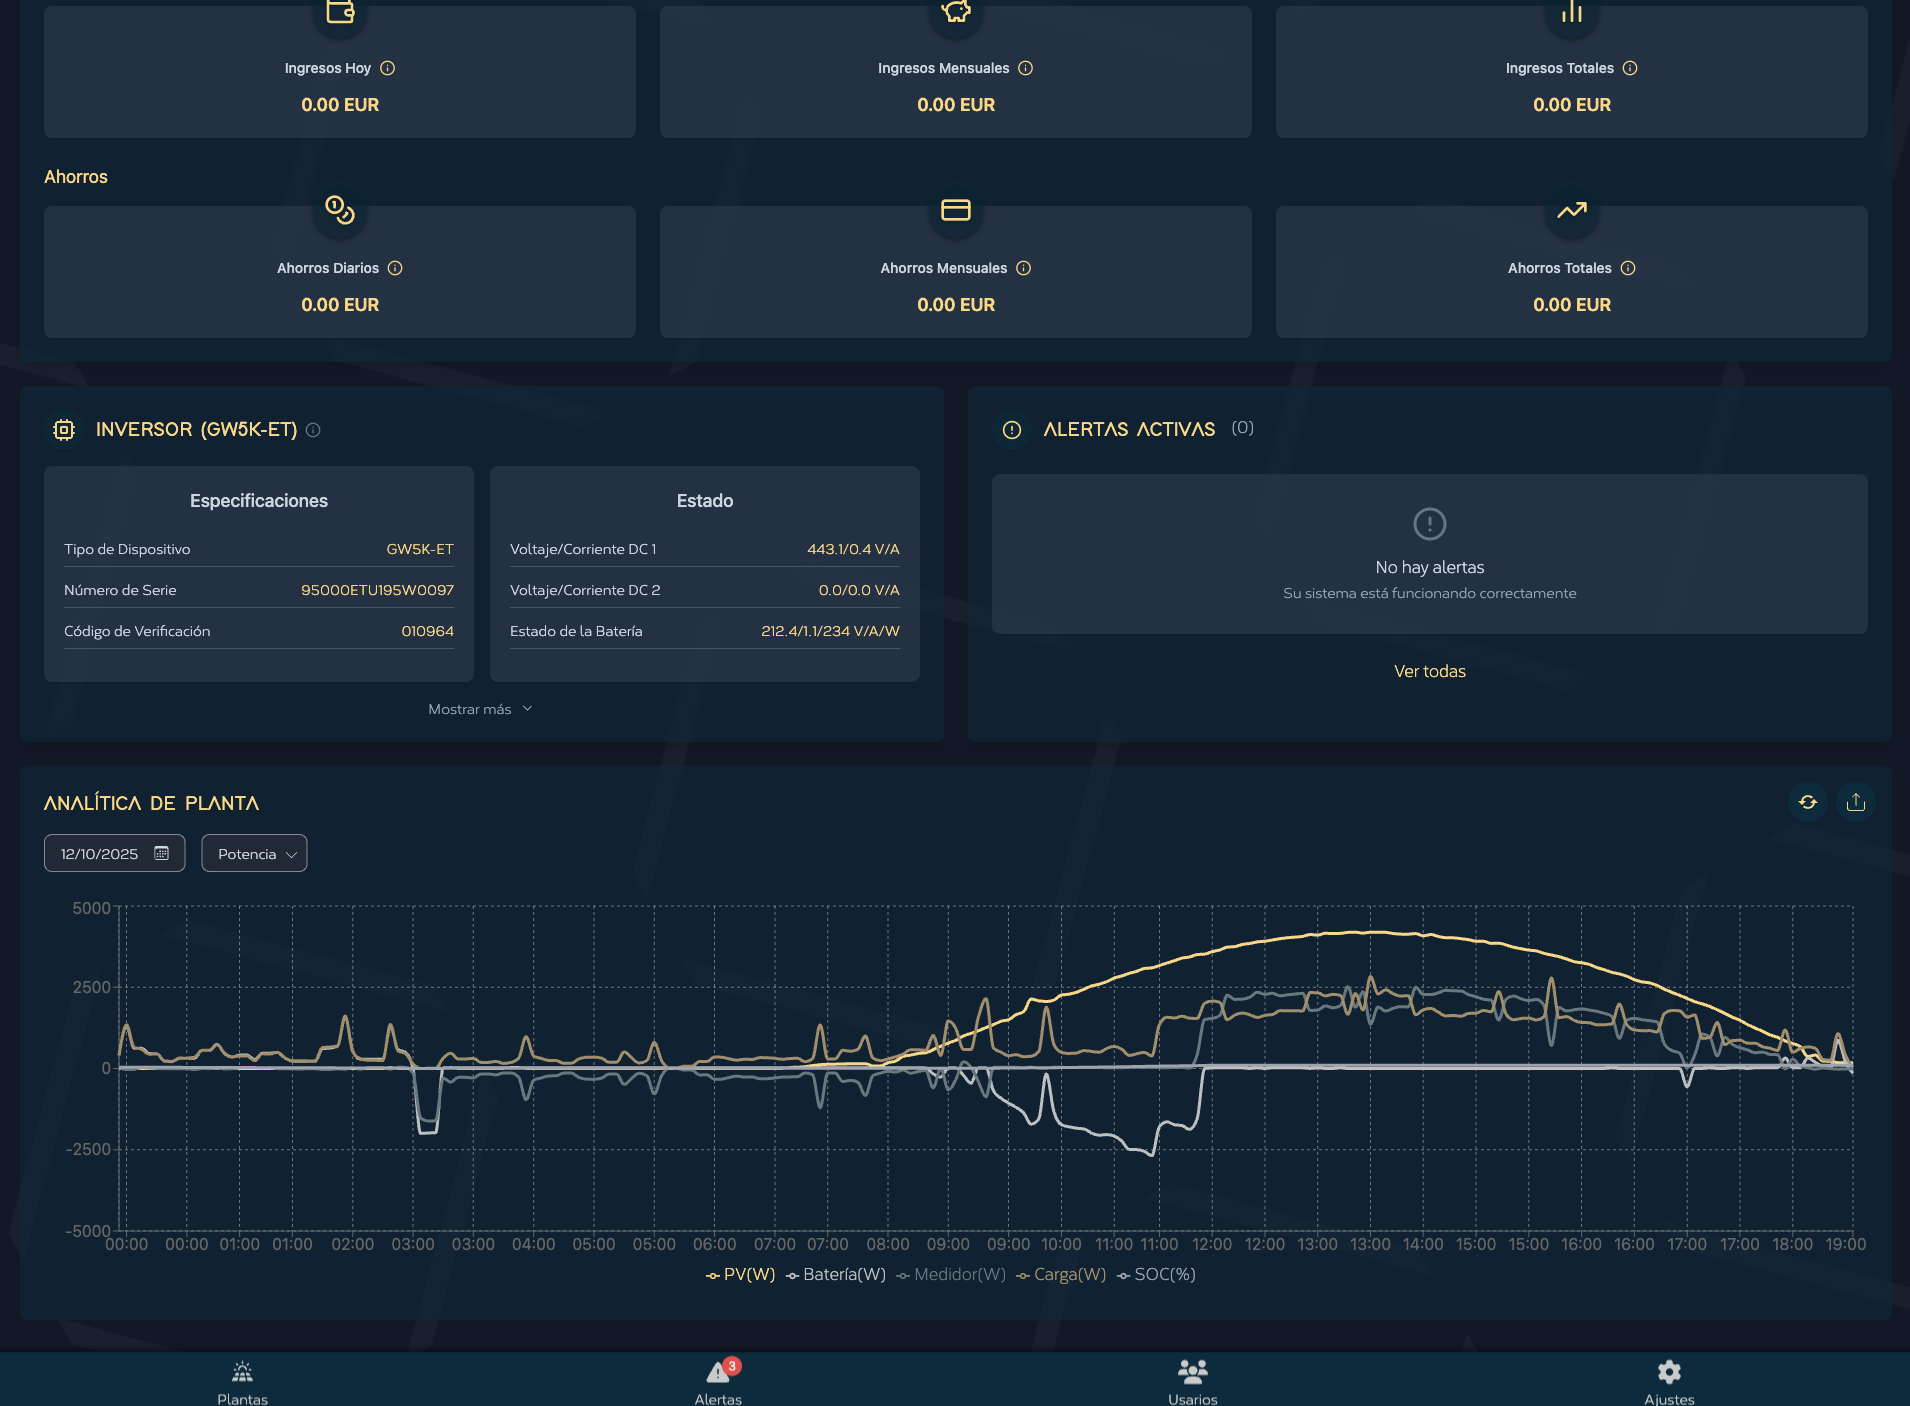 Ingresos Hoy
0.00 EUR
Ingresos Mensuales
0.00 EUR
Ingresos Totales
0.00 EUR
Ahorros
Ahorros Diarios
0.00 EUR
Ahorros Mensuales
0.00 EUR
Ahorros Totales
0.00 EUR
INVERSOR (GW5K-ET)
Especificaciones
Tipo de Dispositivo GW5K-ET
Número de Serie 95000ETU195W0097
Código de Verificación 010964
Estado
Voltaje/Corriente DC 1 443.1/0.4 V/A
Voltaje/Corriente DC 2 0.0/0.0 V/A
Estado de la Batería 212.4/1.1/234 V/A/W
Mostrar más
ALERTAS ACTIVAS (0)
No hay alertas
Su sistema está funcionando correctamente
Ver todas
ANALÍTICA DE PLANTA
12/10/2025 Potencia
5000
2500
0
-2500
-5000
00:00 00:00 01:00 01:00 02:00 03:00 03:00 04:00 05:00 05:00 06:00 07:00 07:00 08:00 09:00 09:00 10:00 11:00 11:00 12:00 12:00 13:00 13:00 14:00 15:00 15:00 16:00 16:00 17:00 17:00 18:00 19:00
PV(W) Batería(W) Medidor(W) Carga(W) SOC(%)
Plantas
3
Alertas
Usarios
Ajustes